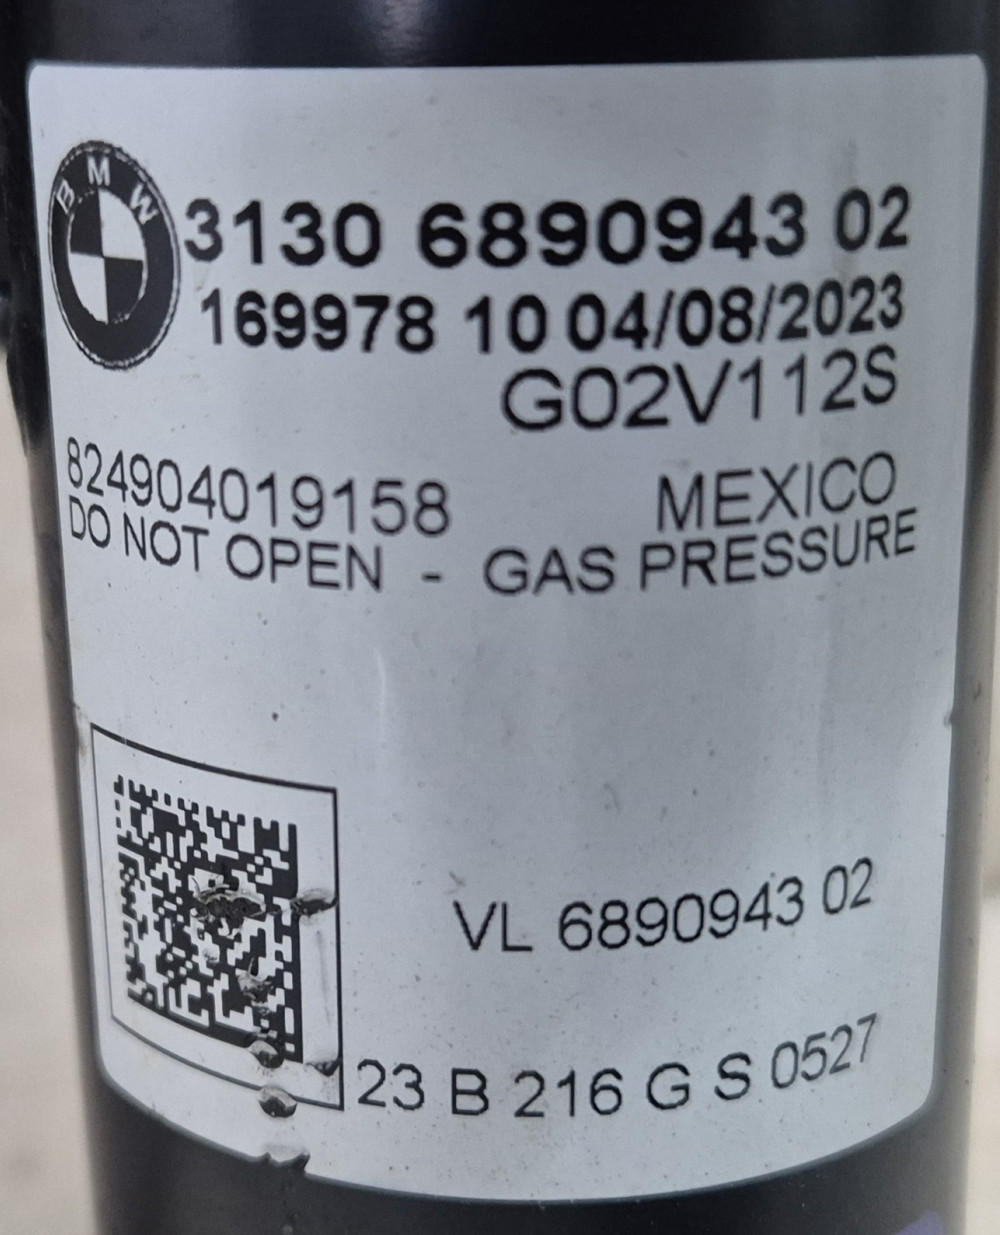 BMW
3130 6890943 02
169978 10 04/08/2023
G02V112S
824904019158 MEXICO
DO NOT OPEN - GAS PRESSURE
VL 6890943 02
23 B 216 G S 0527